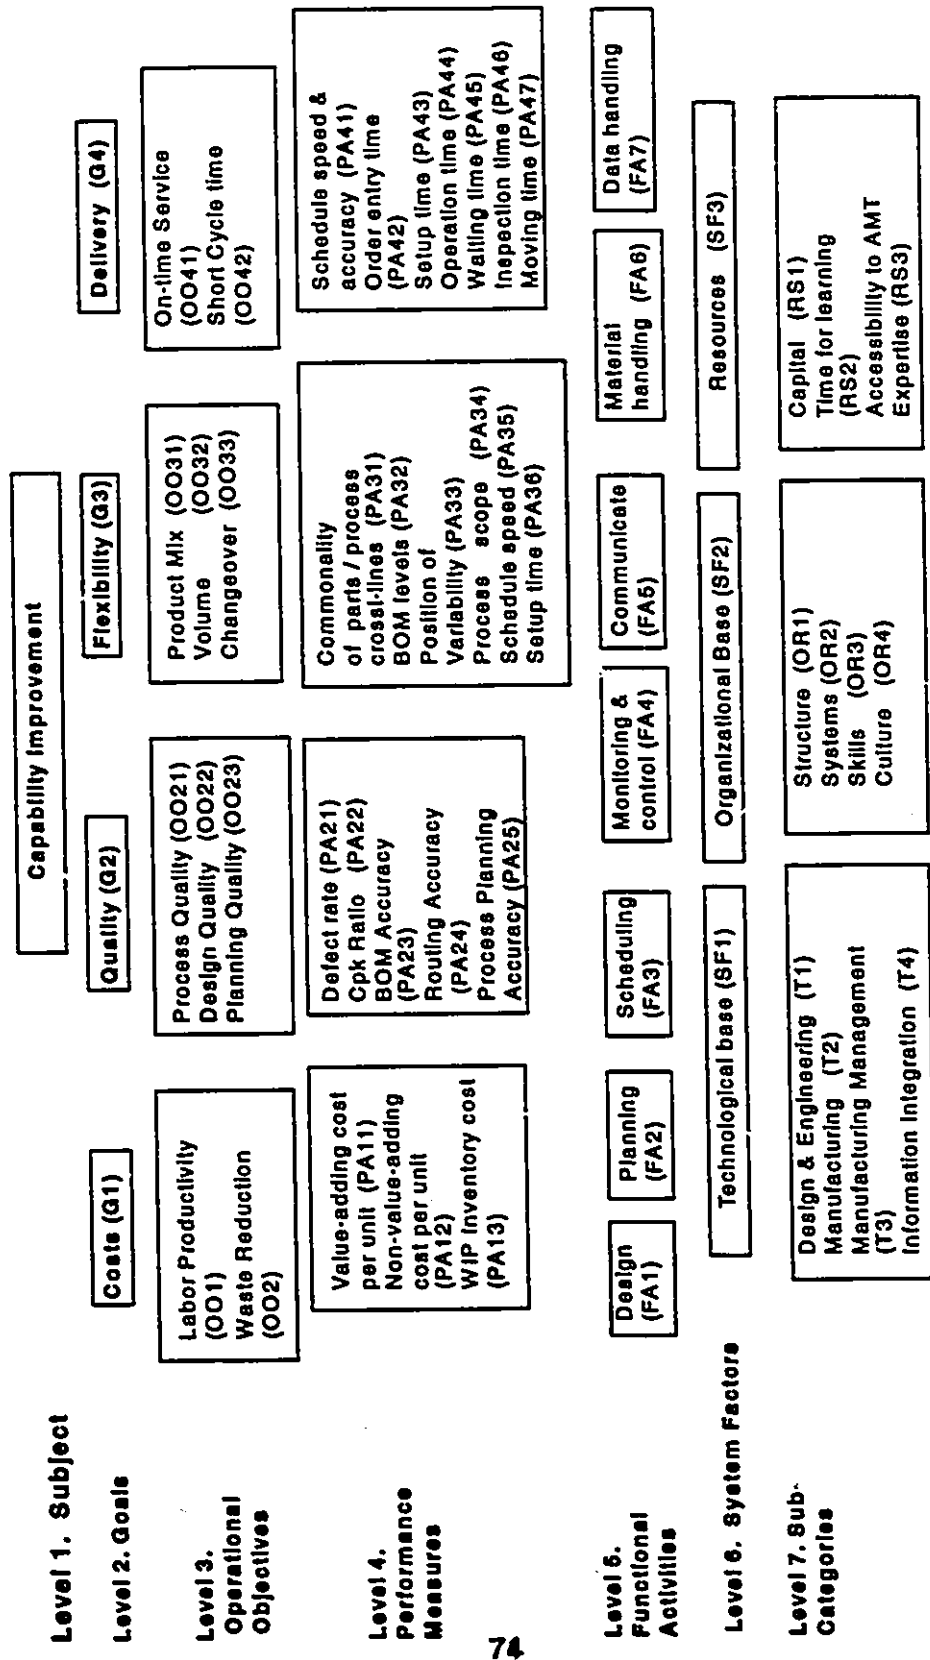 Level 1. Subject
Capability Improvement
Level 2. Goals
Costs (G1)
Quality (G2)
Flexibility (G3)
Delivery (G4)
Level 3.
Operational
Objectives
Labor Productivity
(OO1)
Waste Reduction
(OO2)
Process Quality (OO21)
Design Quality (OO22)
Planning Quality (OO23)
Product Mix (OO31)
Volume (OO32)
Changeover (OO33)
On-time Service
(OO41)
Short Cycle time
(OO42)
Level 4.
Performance
Measures
Value-adding cost
per unit (PA11)
Non-value-adding
cost per unit
(PA12)
WIP Inventory cost
(PA13)
Defect rate (PA21)
Cpk Ratio (PA22)
BOM Accuracy
(PA23)
Routing Accuracy
(PA24)
Process Planning
Accuracy (PA25)
Commonality
of parts / process
crossl-lines (PA31)
BOM levels (PA32)
Position of
Variability (PA33)
Process scope (PA34)
Schedule speed (PA35)
Setup time (PA36)
Schedule speed &
accuracy (PA41)
Order entry time
(PA42)
Setup time (PA43)
Operation time (PA44)
Waiting time (PA45)
Inspection time (PA46)
Moving time (PA47)
Level 5.
Functional
Activities
Design
(FA1)
Planning
(FA2)
Scheduling
(FA3)
Monitoring &
control (FA4)
Communicate
(FA5)
Material
handling (FA6)
Data handling
(FA7)
Level 6. System Factors
Technological base (SF1)
Organizational Base (SF2)
Resources (SF3)
Level 7. Sub-
Categories
Design & Engineering (T1)
Manufacturing (T2)
Manufacturing Management
(T3)
Information Integration (T4)
Structure (OR1)
Systems (OR2)
Skills (OR3)
Culture (OR4)
Capital (RS1)
Time for learning
(RS2)
Accessibility to AMT
Expertise (RS3)
74